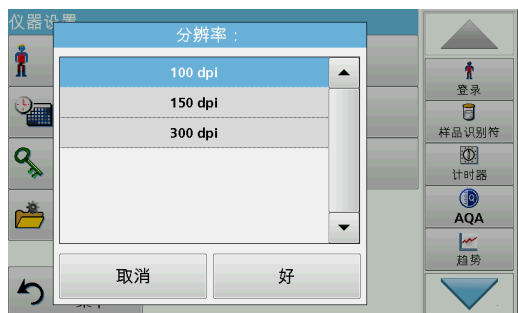 仪器设置
分辨率：
100 dpi
150 dpi
300 dpi
取消
好
登录
样品识别符
计时器
AQA
趋势